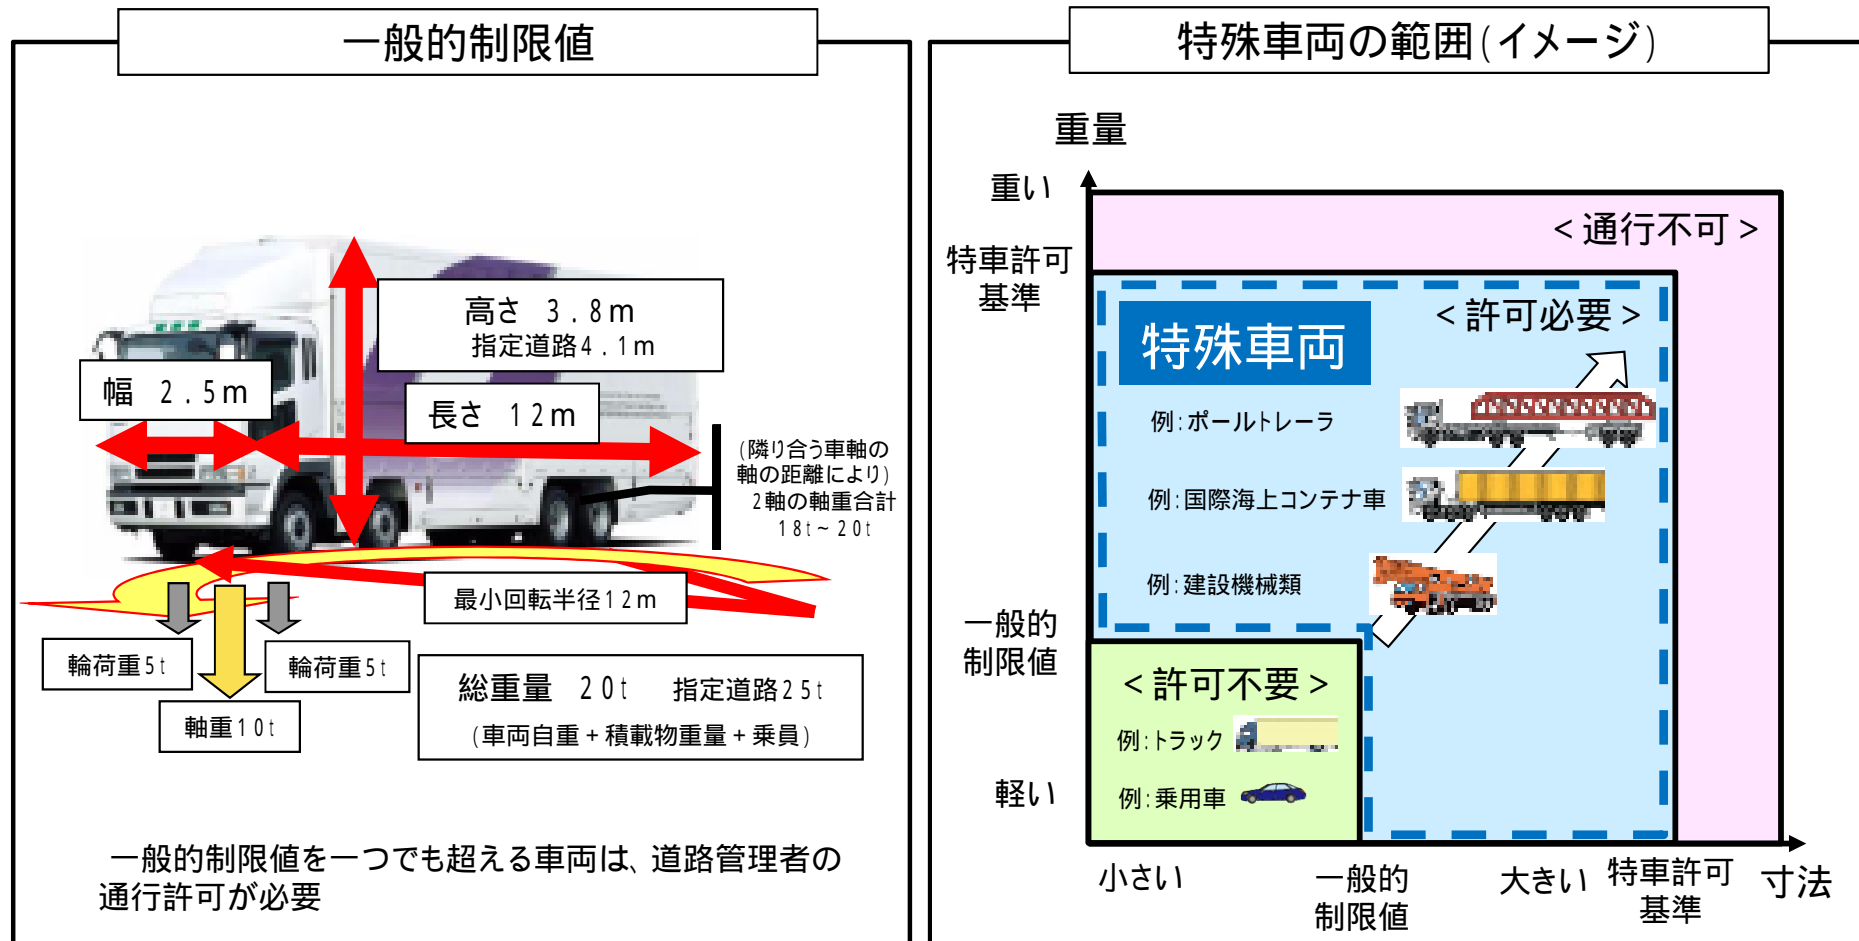 一般的制限値
高さ 3.8m
指定道路4.1m
幅 2.5m
長さ 12m
(隣り合う車軸の
軸の距離により)
2軸の軸重合計
18t~20t
最小回転半径12m
輪荷重5t
輪荷重5t
軸重10t
総重量 20t 指定道路25t
(車両自重+積載物重量+乗員)
一般的制限値を一つでも超える車両は、道路管理者の
通行許可が必要
特殊車両の範囲(イメージ)
重量
重い
<通行不可>
特車許可
基準
<許可必要>
特殊車両
例:ポールトレーラ
例:国際海上コンテナ車
例:建設機械類
一般的
制限値
<許可不要>
例:トラック
例:乗用車
軽い
小さい
一般的
制限値
大きい
特車許可
基準
寸法